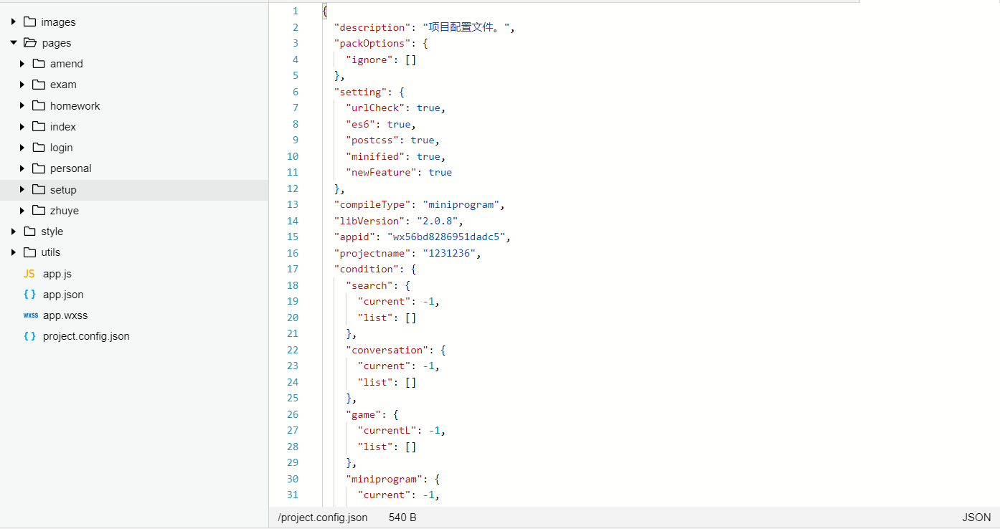 images
pages
amend
exam
homework
index
login
personal
setup
zhuye
style
utils
JS app.js
{ } app.json
wxss app.wxss
{ } project.config.json
1 {
2 "description": "项目配置文件。",
3 "packOptions": {
4 "ignore": []
5 },
6 "setting": {
7 "urlCheck": true,
8 "es6": true,
9 "postcss": true,
10 "minified": true,
11 "newFeature": true
12 },
13 "compileType": "miniprogram",
14 "libVersion": "2.0.8",
15 "appid": "wx56bd8286951dadc5",
16 "projectname": "1231236",
17 "condition": {
18 "search": {
19 "current": -1,
20 "list": []
21 },
22 "conversation": {
23 "current": -1,
24 "list": []
25 },
26 "game": {
27 "currentL": -1,
28 "list": []
29 },
30 "miniprogram": {
31 "current": -1,
/project.config.json 540 B JSON